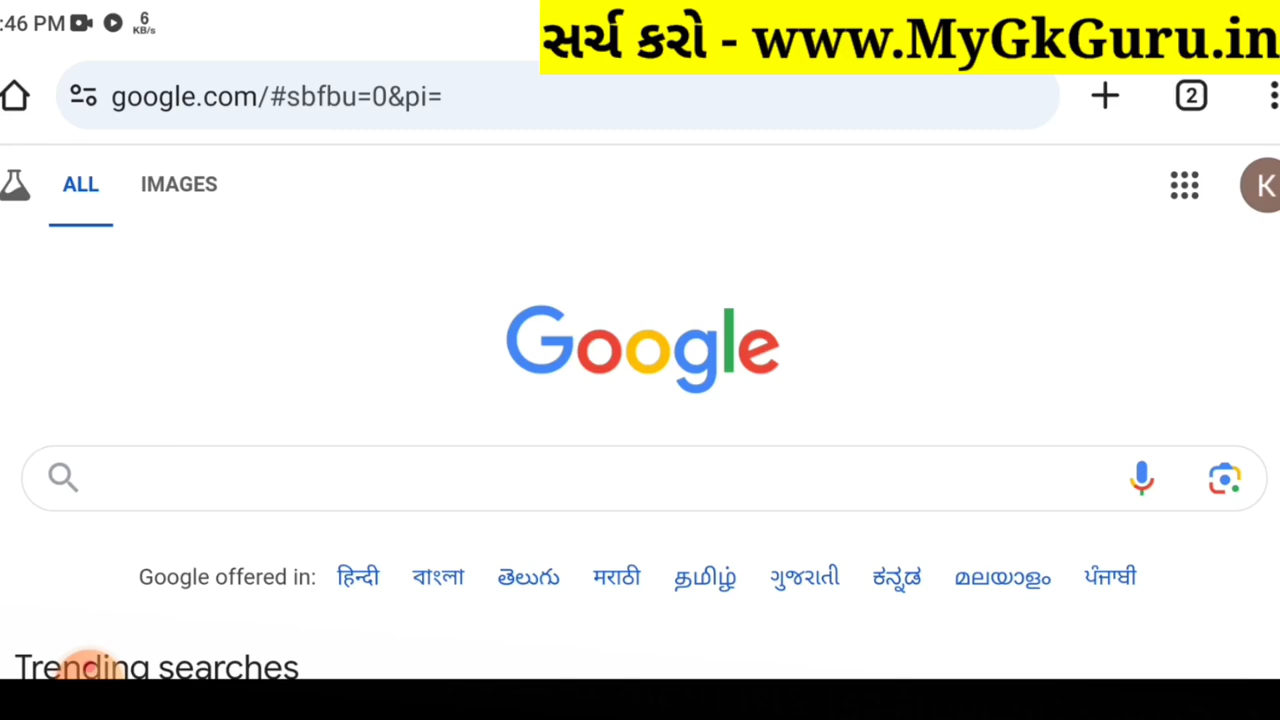 :46 PM 6 KB/s
સર્ચ કરો - www.MyGkGuru.in
google.com/#sbfbu=0&pi=
2
ALL IMAGES
K
Google
Google offered in: हिन्दी বাংলা తెలుగు मराठी தமிழ் ગુજરાતી ಕನ್ನಡ മലയാളം ਪੰਜਾਬੀ
Trending searches